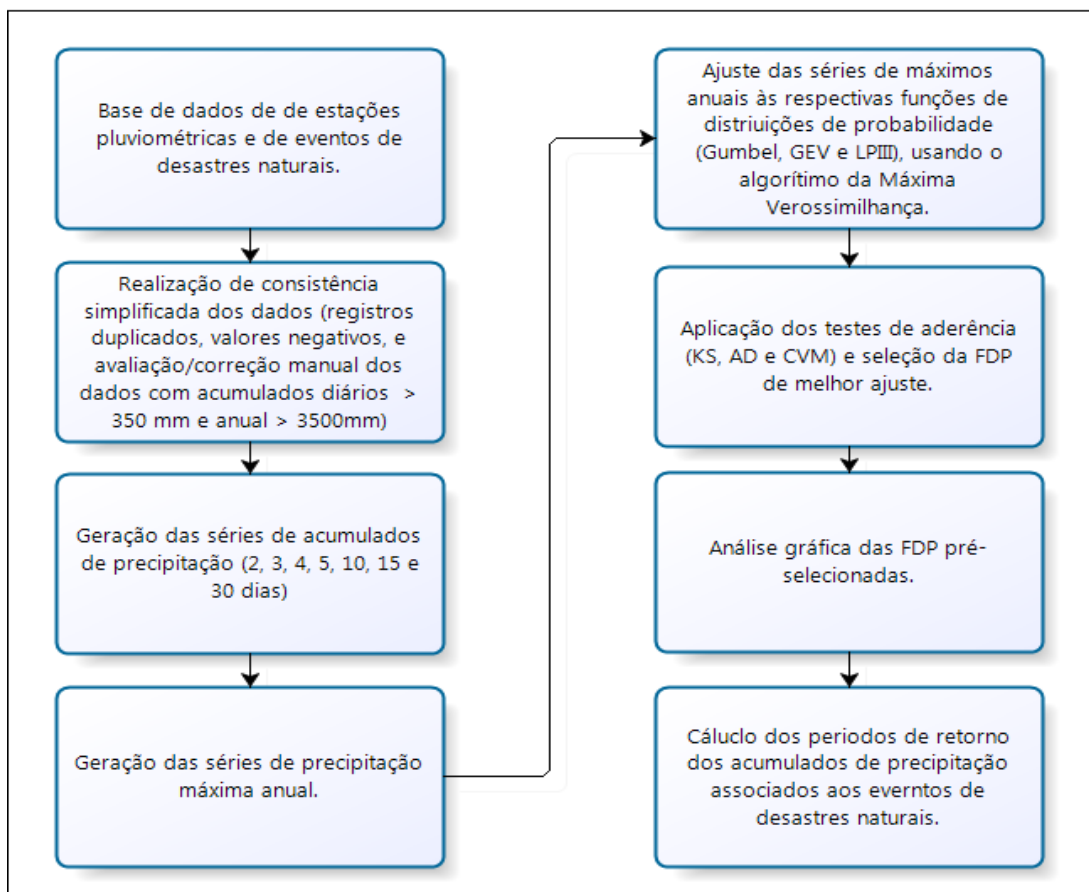 Base de dados de de estações
pluviométricas e de eventos de
desastres naturais.
Realização de consistência
simplificada dos dados (registros
duplicados, valores negativos, e
avaliação/correção manual dos
dados com acumulados diários >
350 mm e anual > 3500mm)
Geração das séries de acumulados
de precipitação (2, 3, 4, 5, 10, 15 e
30 dias)
Geração das séries de precipitação
máxima anual.
Ajuste das séries de máximos
anuais às respectivas funções de
distriuições de probabilidade
(Gumbel, GEV e LPIII), usando o
algorítimo da Máxima
Verossimilhança.
Aplicação dos testes de aderência
(KS, AD e CVM) e seleção da FDP
de melhor ajuste.
Análise gráfica das FDP pré-
selecionadas.
Cáluclo dos periodos de retorno
dos acumulados de precipitação
associados aos everntos de
desastres naturais.